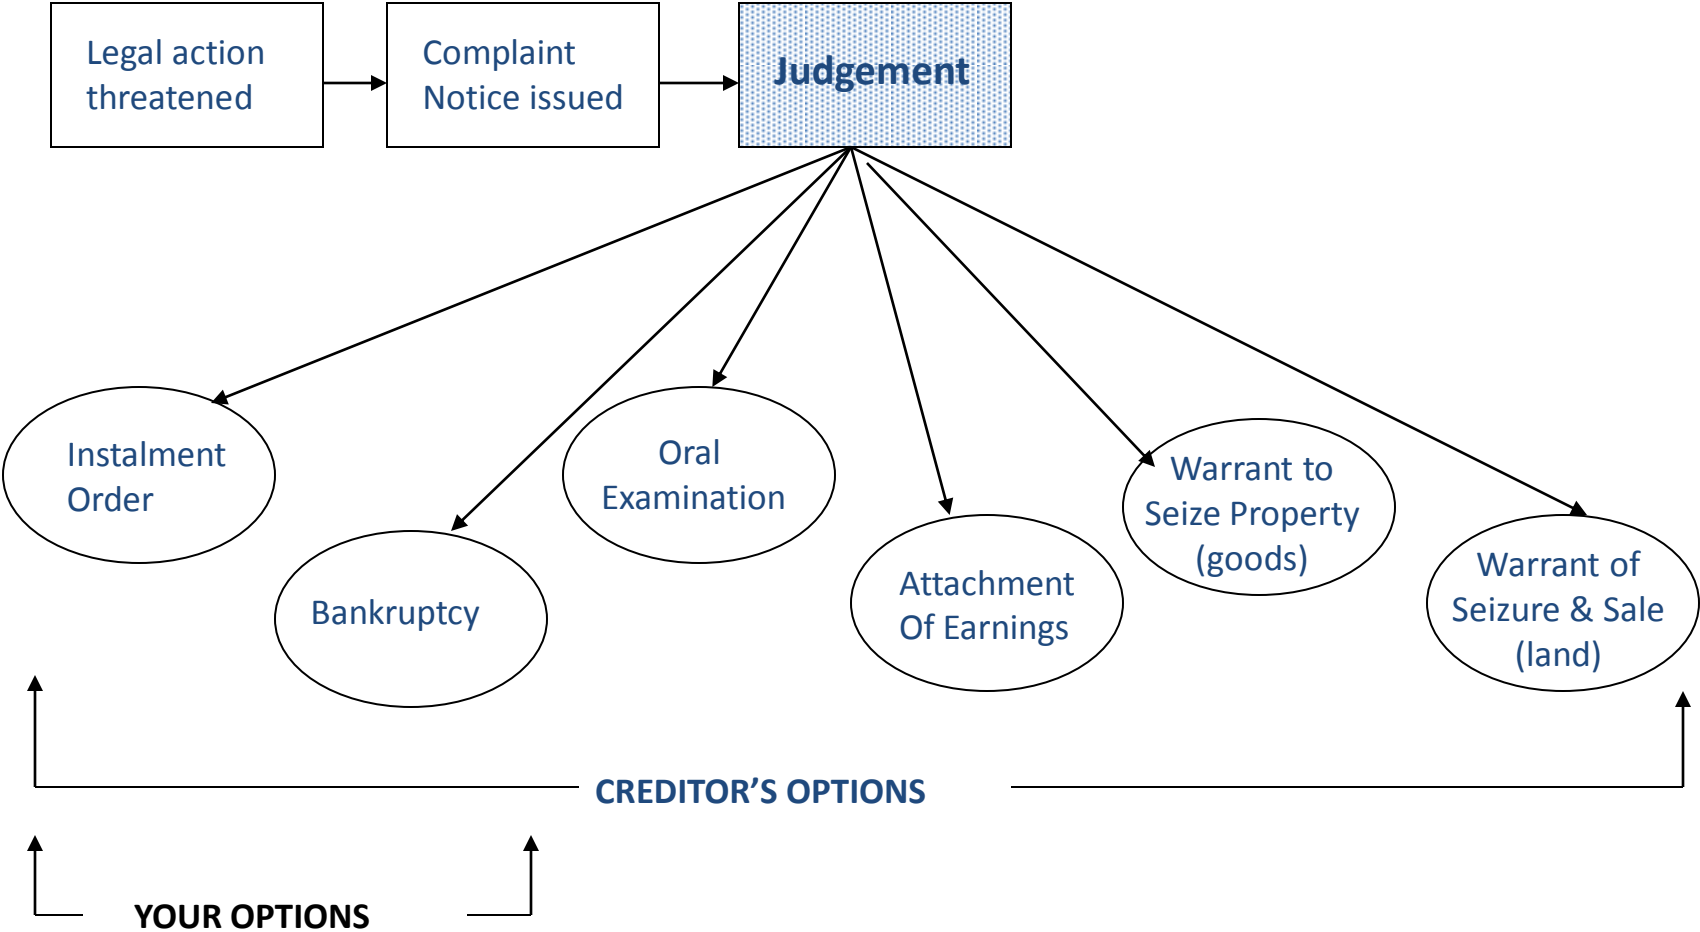 Legal action
threatened
Complaint
Notice issued
Judgement
Instalment
Order
Bankruptcy
Oral
Examination
Attachment
Of Earnings
Warrant to
Seize Property
(goods)
Warrant of
Seizure & Sale
(land)
CREDITOR’S OPTIONS
YOUR OPTIONS